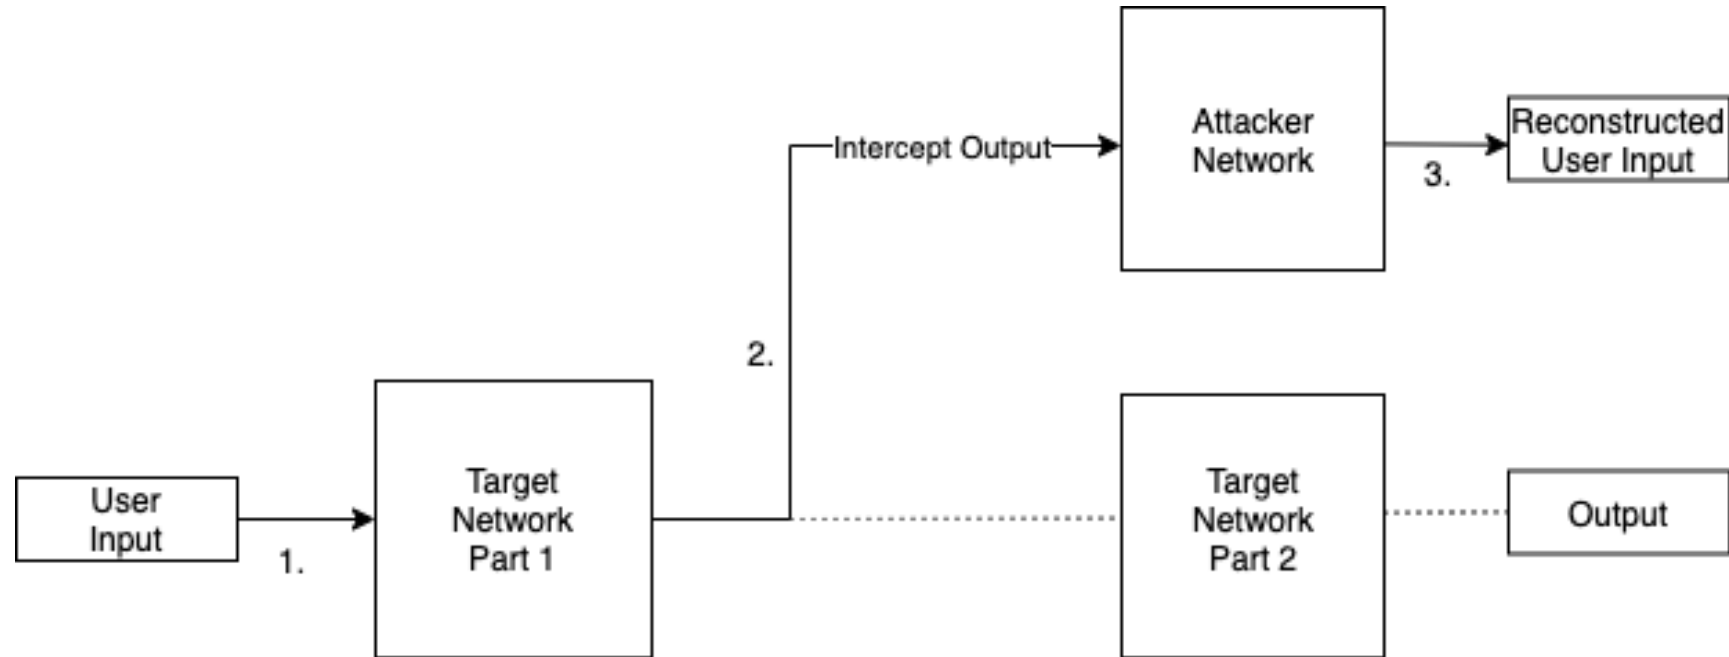 Attacker
Network
Reconstructed
User Input
Intercept Output
3.
2.
User
Input
1.
Target
Network
Part 1
Target
Network
Part 2
Output